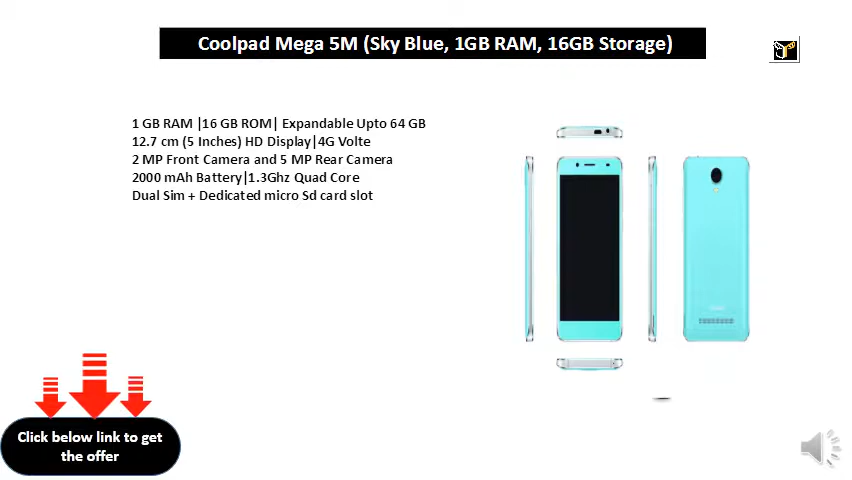 Coolpad Mega 5M (Sky Blue, 1GB RAM, 16GB Storage)
1 GB RAM |16 GB ROM| Expandable Upto 64 GB
12.7 cm (5 Inches) HD Display|4G Volte
2 MP Front Camera and 5 MP Rear Camera
2000 mAh Battery|1.3Ghz Quad Core
Dual Sim + Dedicated micro Sd card slot
Click below link to get
the offer